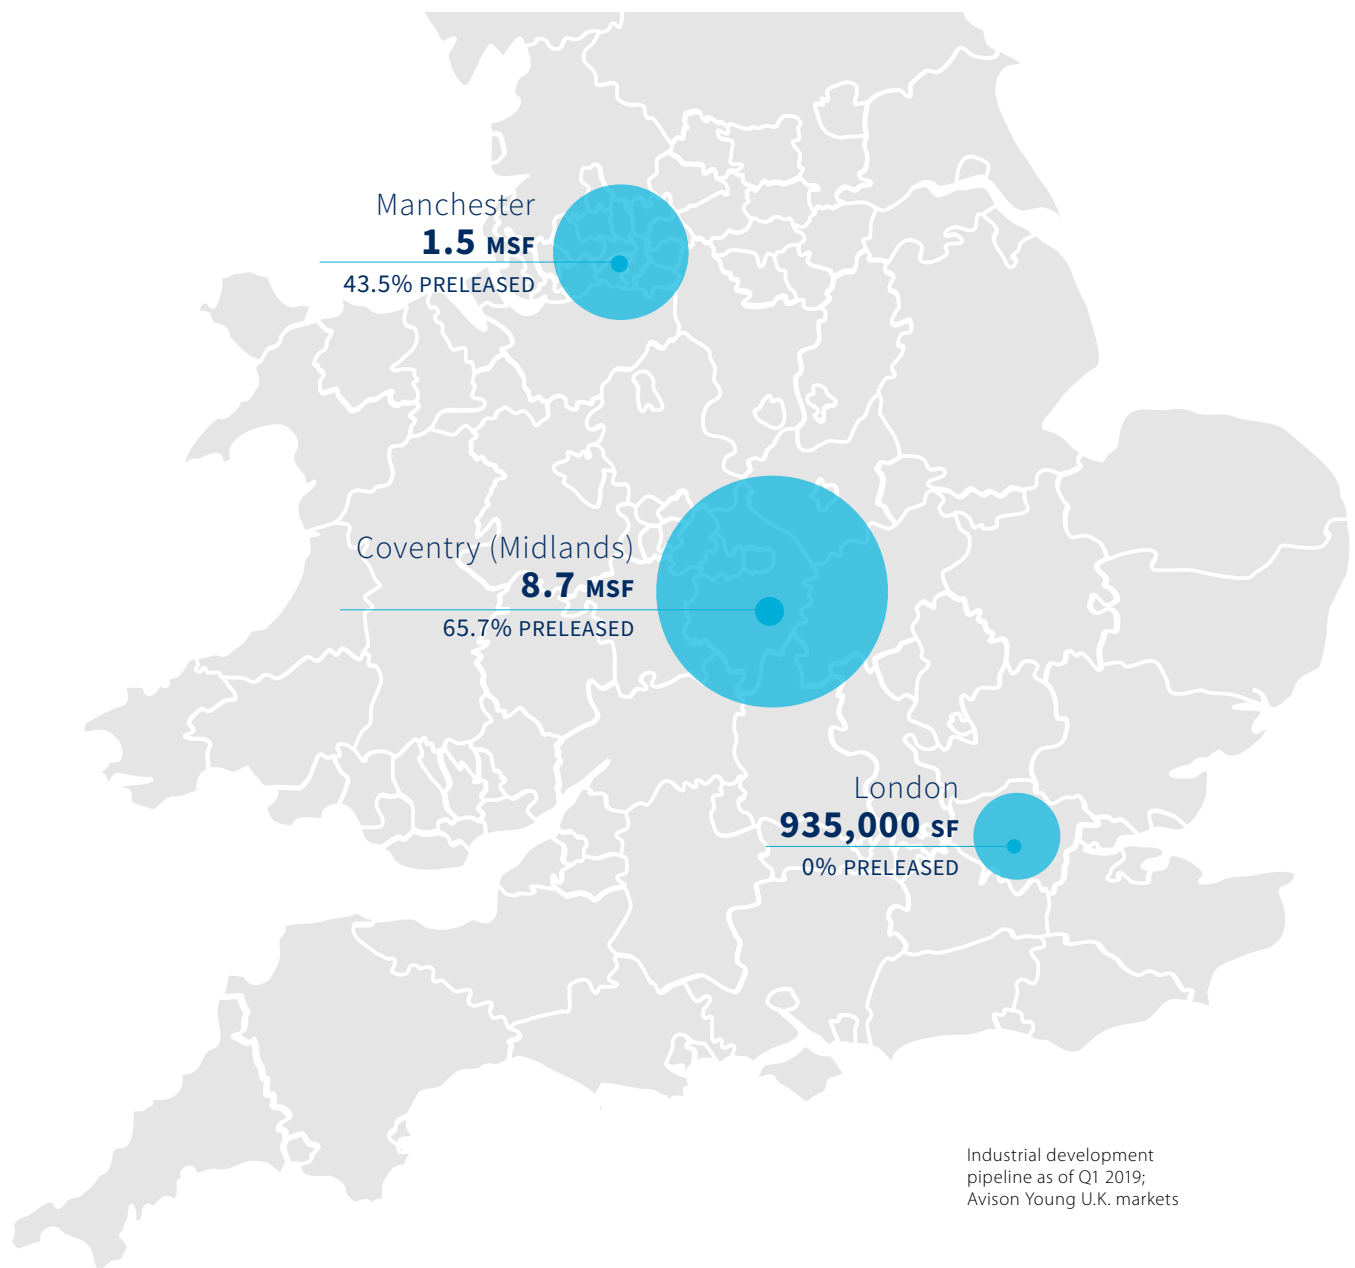 Manchester
1.5 MSF
43.5% PRELEASED
Coventry (Midlands)
8.7 MSF
65.7% PRELEASED
London
935,000 SF
0% PRELEASED
Industrial development
pipeline as of Q1 2019;
Avison Young U.K. markets